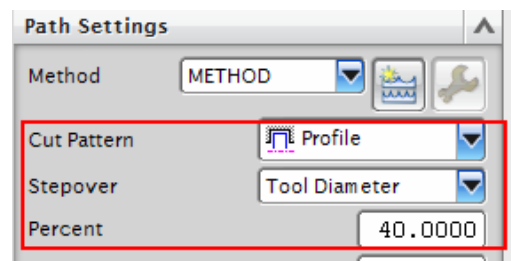 Path Settings
Method METHOD
Cut Pattern Profile
Stepover Tool Diameter
Percent 40.0000